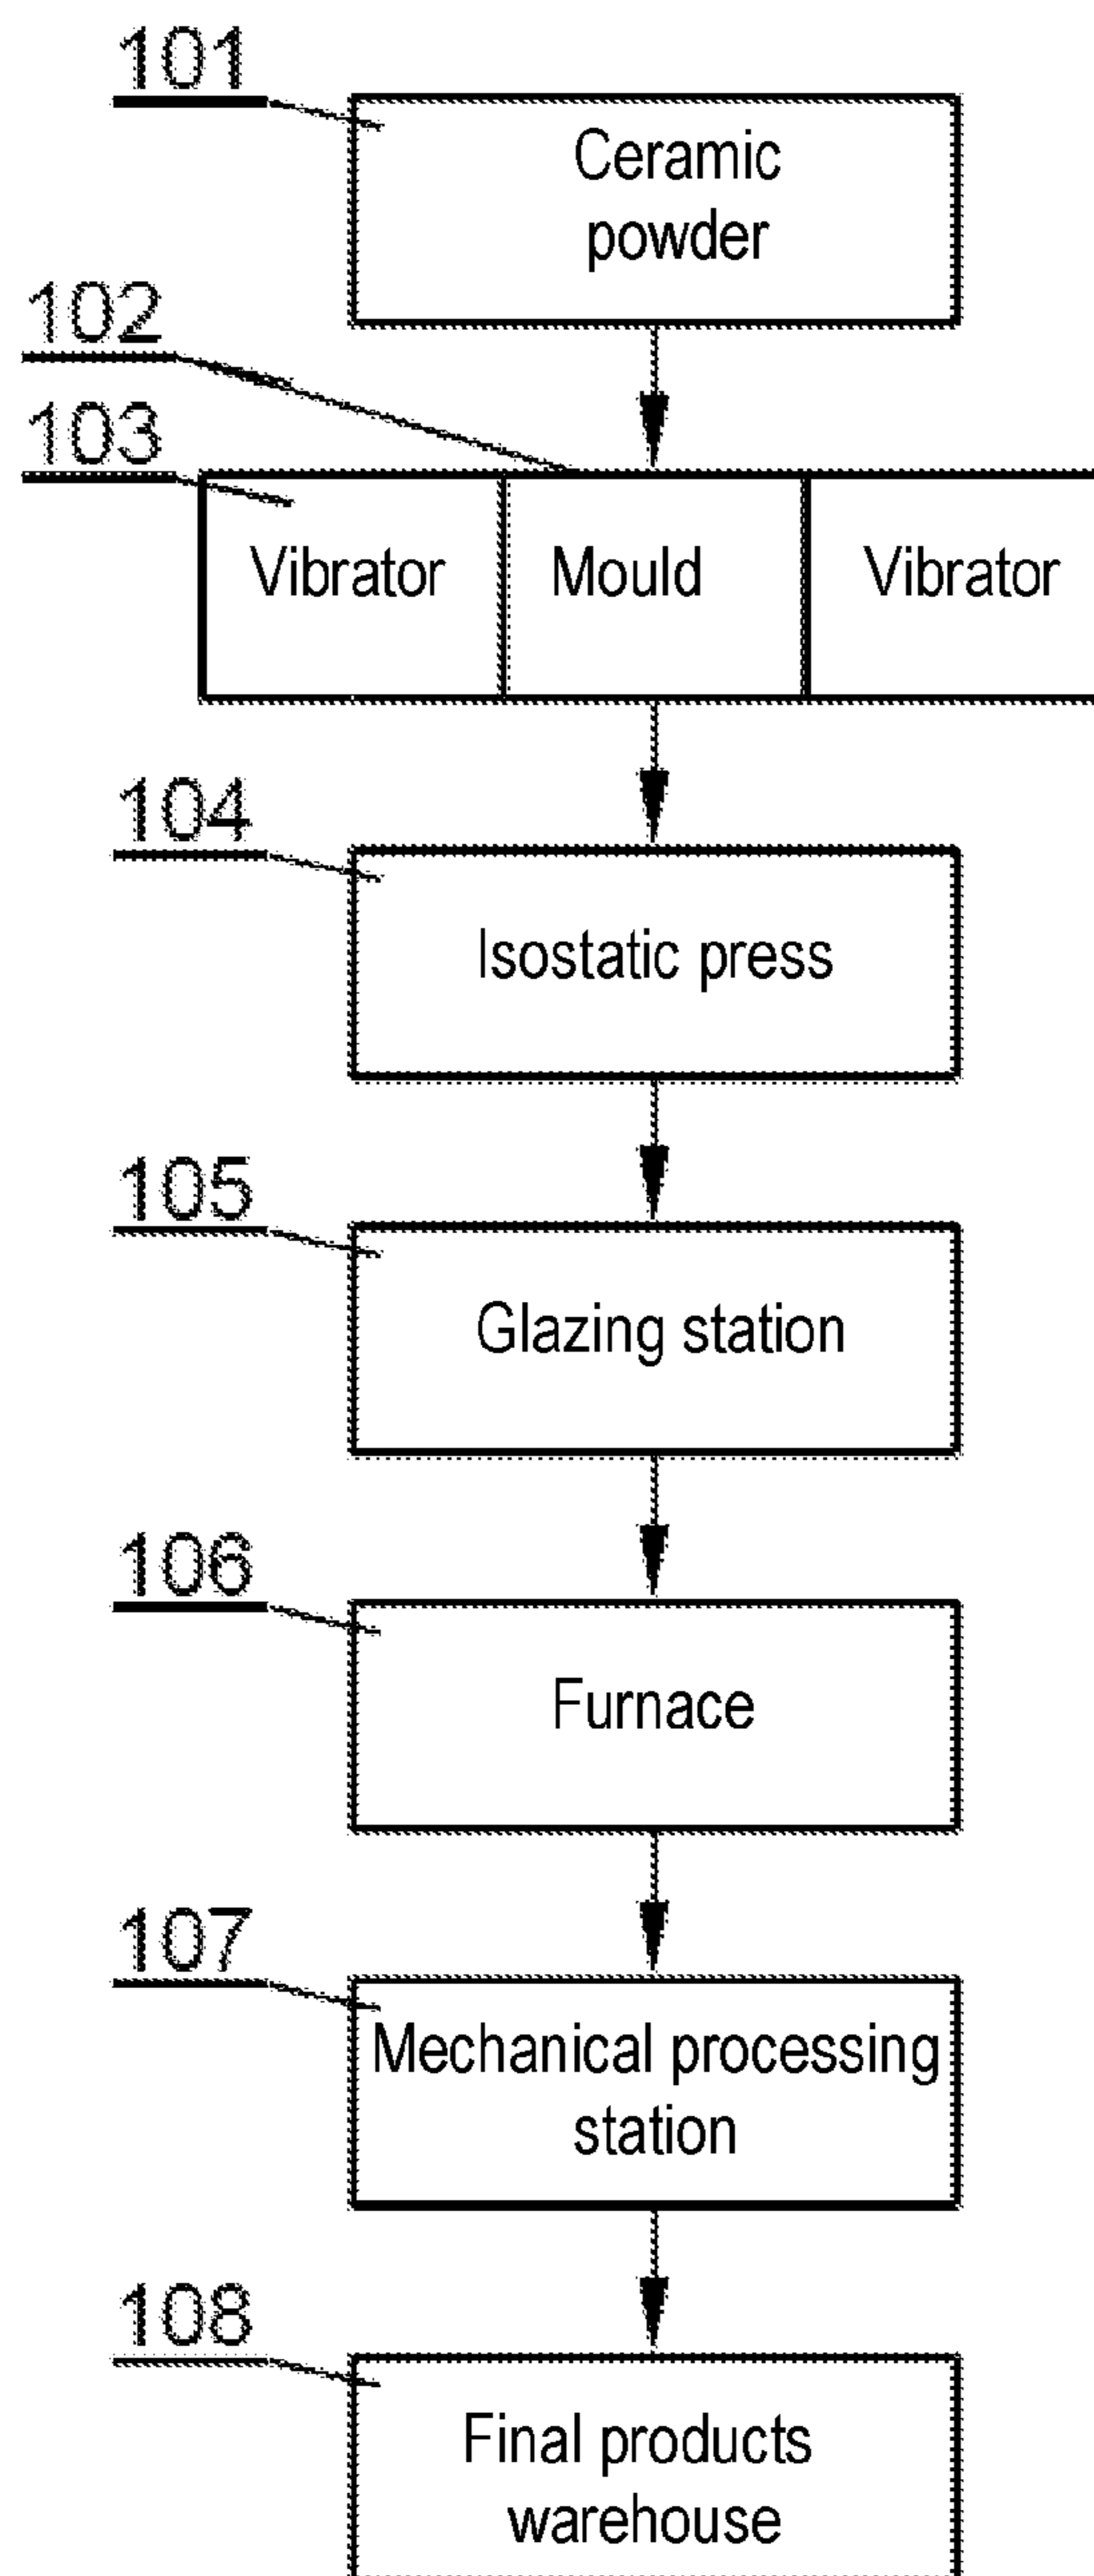 101
Ceramic
powder
102
103
Vibrator Mould Vibrator
104
Isostatic press
105
Glazing station
106
Furnace
107
Mechanical processing
station
108
Final products
warehouse